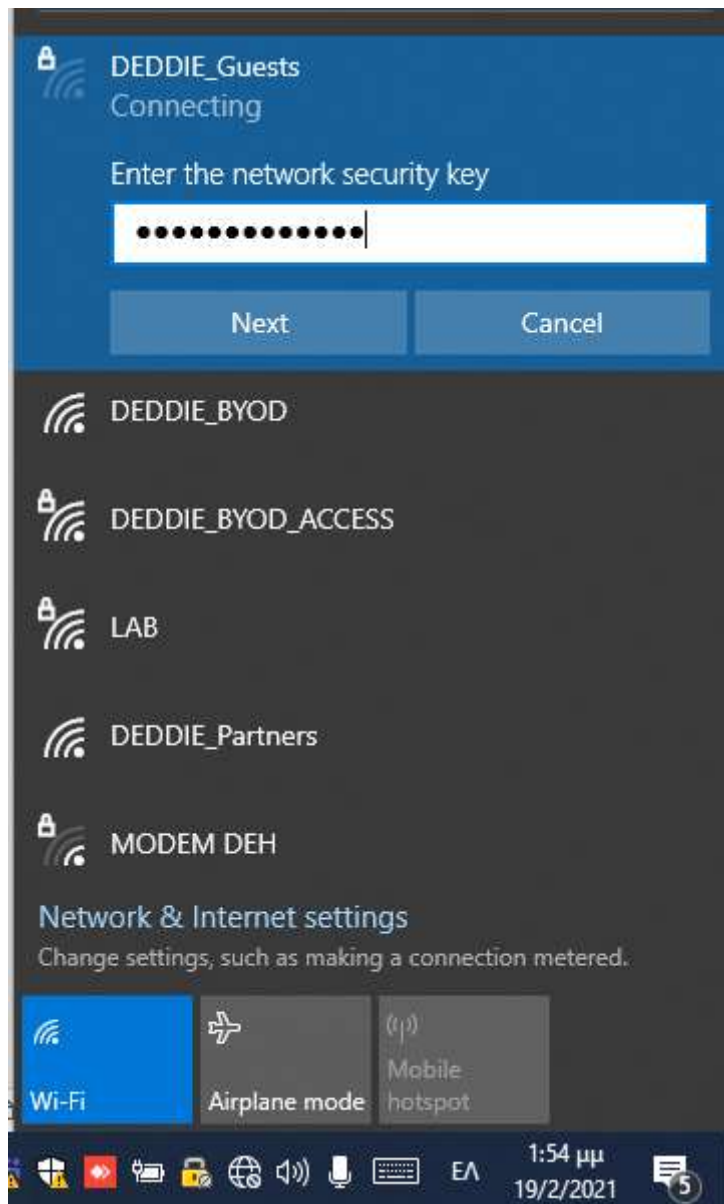 DEDDIE_Guests
Connecting
Enter the network security key
•••••••••••••
Next
Cancel
DEDDIE_BYOD
DEDDIE_BYOD_ACCESS
LAB
DEDDIE_Partners
MODEM DEH
Network & Internet settings
Change settings, such as making a connection metered.
Wi-Fi
Airplane mode
Mobile
hotspot
ΕΛ
1:54 μμ
19/2/2021
5